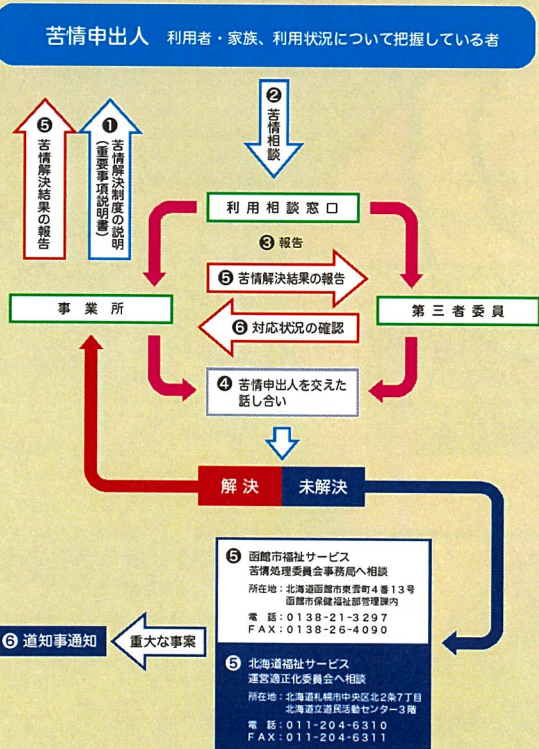 苦情申出人 利用者・家族、利用状況について把握している者
❺ 苦情解決結果の報告
❶ 苦情解決制度の説明
(重要事項説明書)
❷ 苦情相談
利用相談窓口
❸ 報告
❺ 苦情解決結果の報告
事業所
❻ 対応状況の確認
第三者委員
❹ 苦情申出人を交えた
話し合い
解決 未解決
❺ 函館市福祉サービス
苦情処理委員会事務局へ相談
所在地：北海道函館市東雲町4番13号
函館市保健福祉部管理課内
電 話：0138-21-3297
FAX：0138-26-4090
❻ 道知事通知
重大な事案
❺ 北海道福祉サービス
運営適正化委員会へ相談
所在地：北海道札幌市中央区北2条7丁目
北海道立道民活動センター3階
電 話：011-204-6310
FAX：011-204-6311